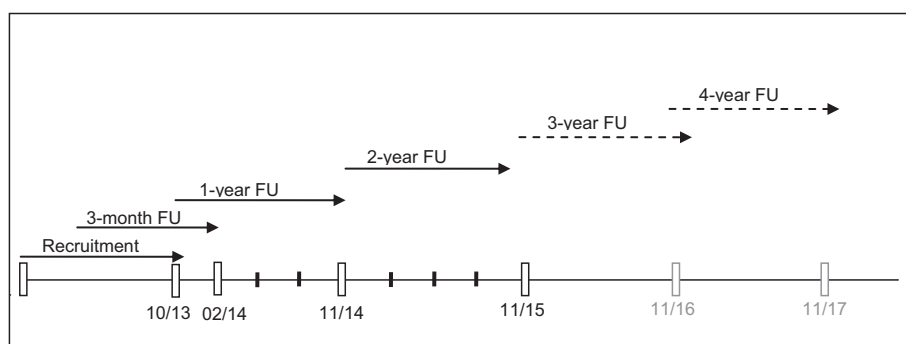 4-year FU
3-year FU
2-year FU
1-year FU
3-month FU
Recruitment
10/13
02/14
11/14
11/15
11/16
11/17